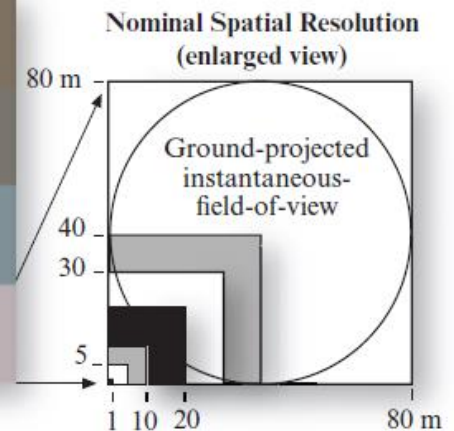 Nominal Spatial Resolution
(enlarged view)
80 m
Ground-projected
instantaneous-
field-of-view
40
30
5
1 10 20 80 m